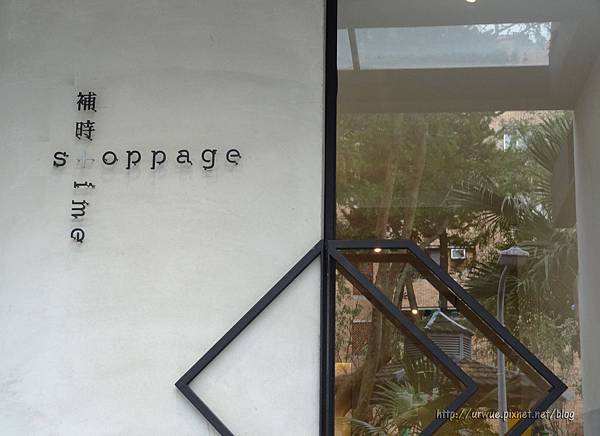 補時
stoppage
time
http://urwue.pixnet.net/blog